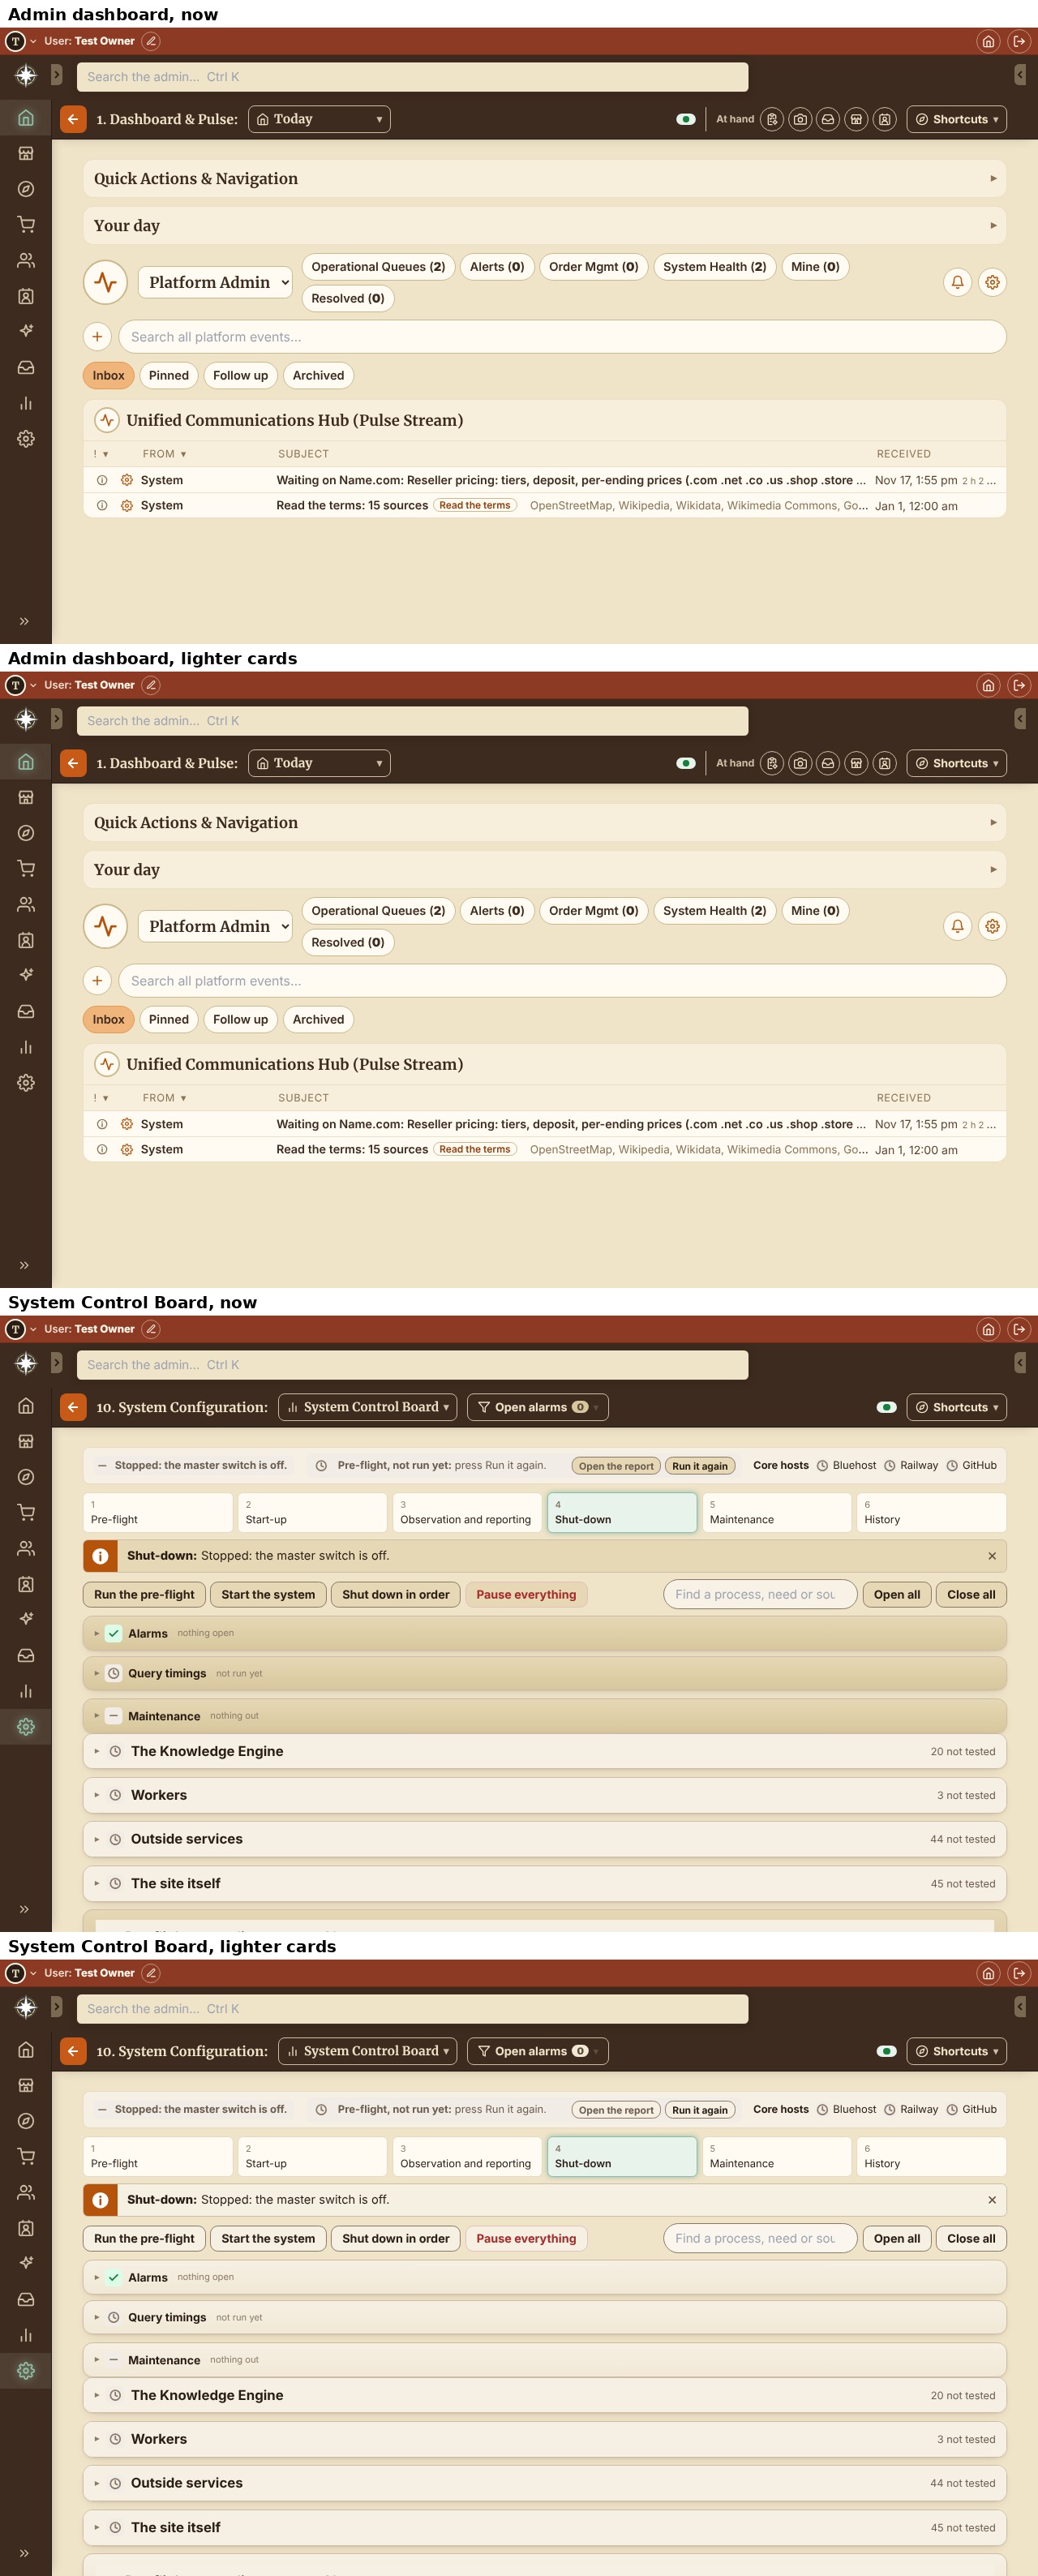 Admin dashboard, now
T User: Test Owner
Search the admin... Ctrl K
1. Dashboard & Pulse: Today At hand Shortcuts
Quick Actions & Navigation
Your day
Platform Admin Operational Queues (2) Alerts (0) Order Mgmt (0) System Health (2) Mine (0)
Resolved (0)
Search all platform events...
Inbox Pinned Follow up Archived
Unified Communications Hub (Pulse Stream)
! FROM SUBJECT RECEIVED
System Waiting on Name.com: Reseller pricing: tiers, deposit, per-ending prices (.com .net .co .us .shop .store ... Nov 17, 1:55 pm 2 h 2 ...
System Read the terms: 15 sources Read the terms OpenStreetMap, Wikipedia, Wikidata, Wikimedia Commons, Go... Jan 1, 12:00 am
Admin dashboard, lighter cards
T User: Test Owner
Search the admin... Ctrl K
1. Dashboard & Pulse: Today At hand Shortcuts
Quick Actions & Navigation
Your day
Platform Admin Operational Queues (2) Alerts (0) Order Mgmt (0) System Health (2) Mine (0)
Resolved (0)
Search all platform events...
Inbox Pinned Follow up Archived
Unified Communications Hub (Pulse Stream)
! FROM SUBJECT RECEIVED
System Waiting on Name.com: Reseller pricing: tiers, deposit, per-ending prices (.com .net .co .us .shop .store ... Nov 17, 1:55 pm 2 h 2 ...
System Read the terms: 15 sources Read the terms OpenStreetMap, Wikipedia, Wikidata, Wikimedia Commons, Go... Jan 1, 12:00 am
System Control Board, now
T User: Test Owner
Search the admin... Ctrl K
10. System Configuration: System Control Board Open alarms 0 Shortcuts
Stopped: the master switch is off. Pre-flight, not run yet: press Run it again. Open the report Run it again Core hosts Bluehost Railway GitHub
1 2 3 4 5 6
Pre-flight Start-up Observation and reporting Shut-down Maintenance History
Shut-down: Stopped: the master switch is off.
Run the pre-flight Start the system Shut down in order Pause everything Find a process, need or sou Open all Close all
Alarms nothing open
Query timings not run yet
Maintenance nothing out
The Knowledge Engine 20 not tested
Workers 3 not tested
Outside services 44 not tested
The site itself 45 not tested
System Control Board, lighter cards
T User: Test Owner
Search the admin... Ctrl K
10. System Configuration: System Control Board Open alarms 0 Shortcuts
Stopped: the master switch is off. Pre-flight, not run yet: press Run it again. Open the report Run it again Core hosts Bluehost Railway GitHub
1 2 3 4 5 6
Pre-flight Start-up Observation and reporting Shut-down Maintenance History
Shut-down: Stopped: the master switch is off.
Run the pre-flight Start the system Shut down in order Pause everything Find a process, need or sou Open all Close all
Alarms nothing open
Query timings not run yet
Maintenance nothing out
The Knowledge Engine 20 not tested
Workers 3 not tested
Outside services 44 not tested
The site itself 45 not tested